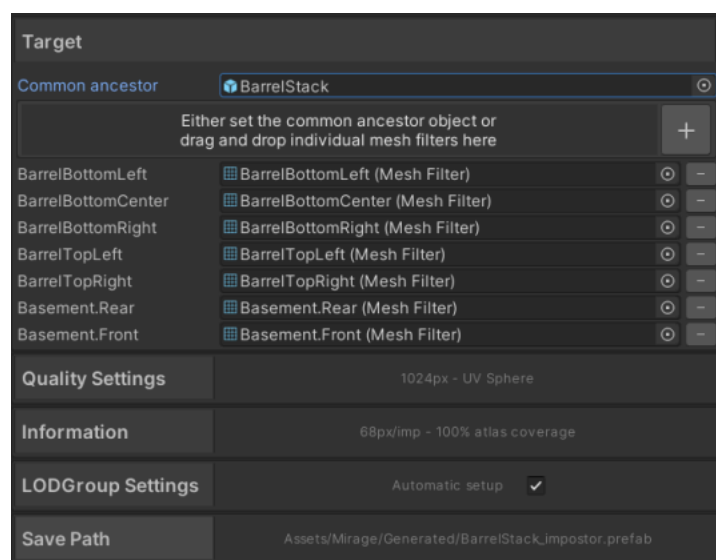 Target
Common ancestor BarrelStack
Either set the common ancestor object or
drag and drop individual mesh filters here
+
BarrelBottomLeft BarrelBottomLeft (Mesh Filter) −
BarrelBottomCenter BarrelBottomCenter (Mesh Filter) −
BarrelBottomRight BarrelBottomRight (Mesh Filter) −
BarrelTopLeft BarrelTopLeft (Mesh Filter) −
BarrelTopRight BarrelTopRight (Mesh Filter) −
Basement.Rear Basement.Rear (Mesh Filter) −
Basement.Front Basement.Front (Mesh Filter) −
Quality Settings 1024px - UV Sphere
Information 68px/imp - 100% atlas coverage
LODGroup Settings Automatic setup
Save Path Assets/Mirage/Generated/BarrelStack_impostor.prefab